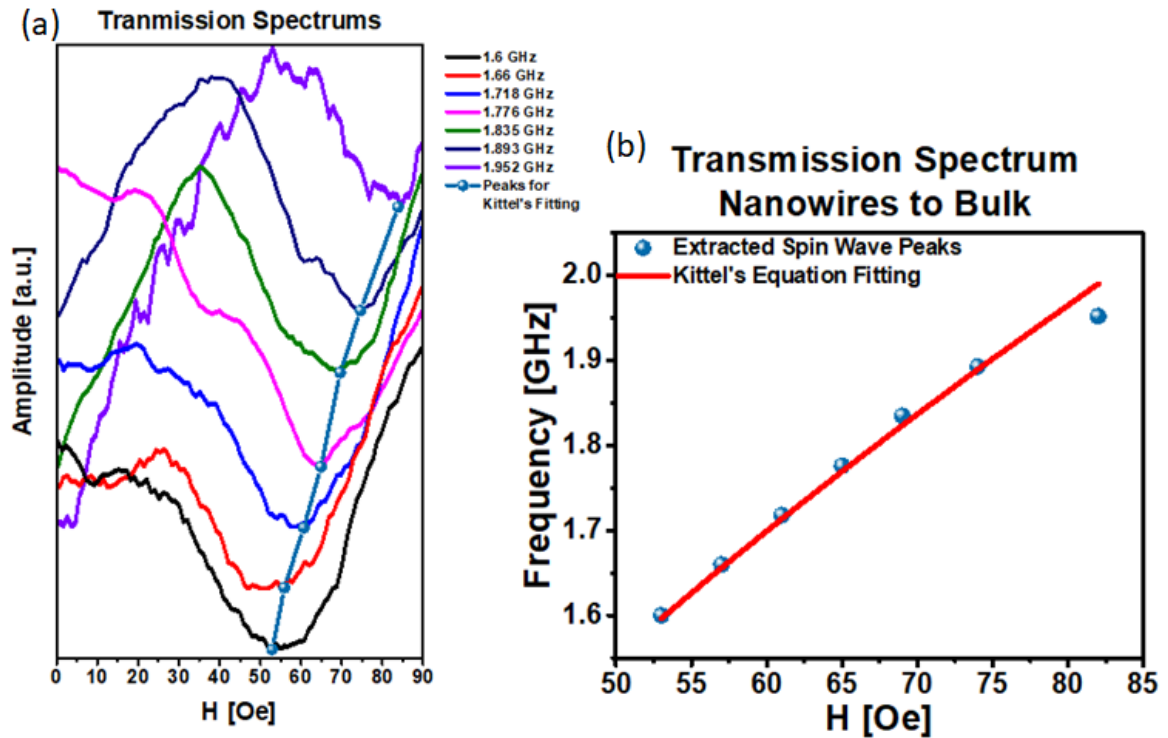 (a)
Tranmission Spectrums
1.6 GHz
1.66 GHz
1.718 GHz
1.776 GHz
1.835 GHz
1.893 GHz
1.952 GHz
Peaks for
Kittel's Fitting
Amplitude [a.u.]
0 10 20 30 40 50 60 70 80 90
H [Oe]
(b)
Transmission Spectrum
Nanowires to Bulk
Extracted Spin Wave Peaks
Kittel's Equation Fitting
Frequency [GHz]
2.0
1.9
1.8
1.7
1.6
50 55 60 65 70 75 80 85
H [Oe]